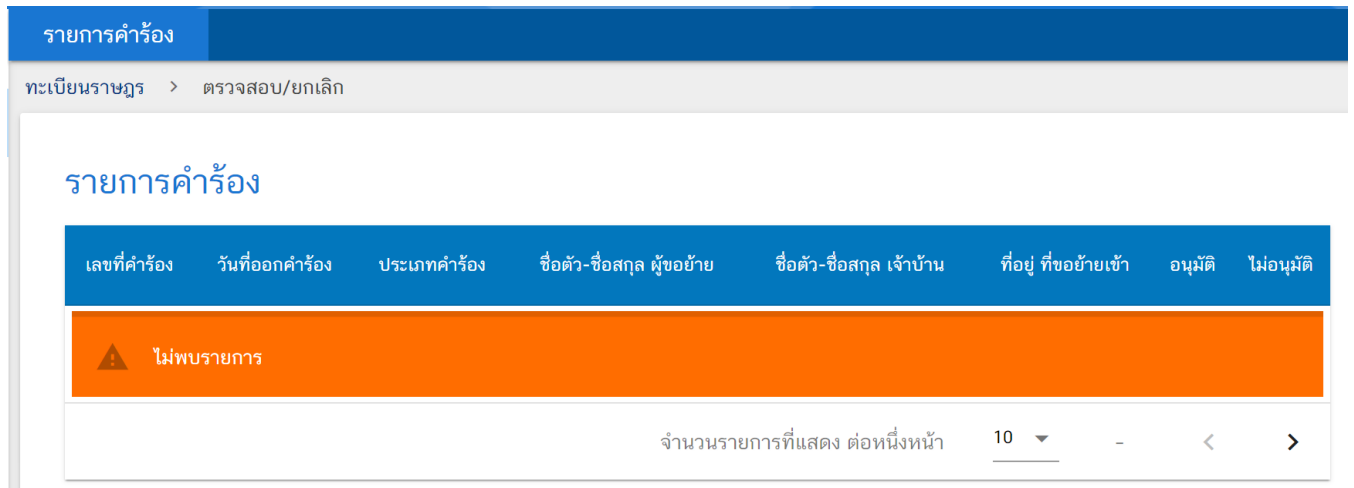 รายการคำร้อง
ทะเบียนราษฎร > ตรวจสอบ/ยกเลิก
รายการคำร้อง
เลขที่คำร้อง วันที่ออกคำร้อง ประเภทคำร้อง ชื่อตัว-ชื่อสกุล ผู้ขอย้าย ชื่อตัว-ชื่อสกุล เจ้าบ้าน ที่อยู่ ที่ขอย้ายเข้า อนุมัติ ไม่อนุมัติ
ไม่พบรายการ
จำนวนรายการที่แสดง ต่อหนึ่งหน้า 10 -